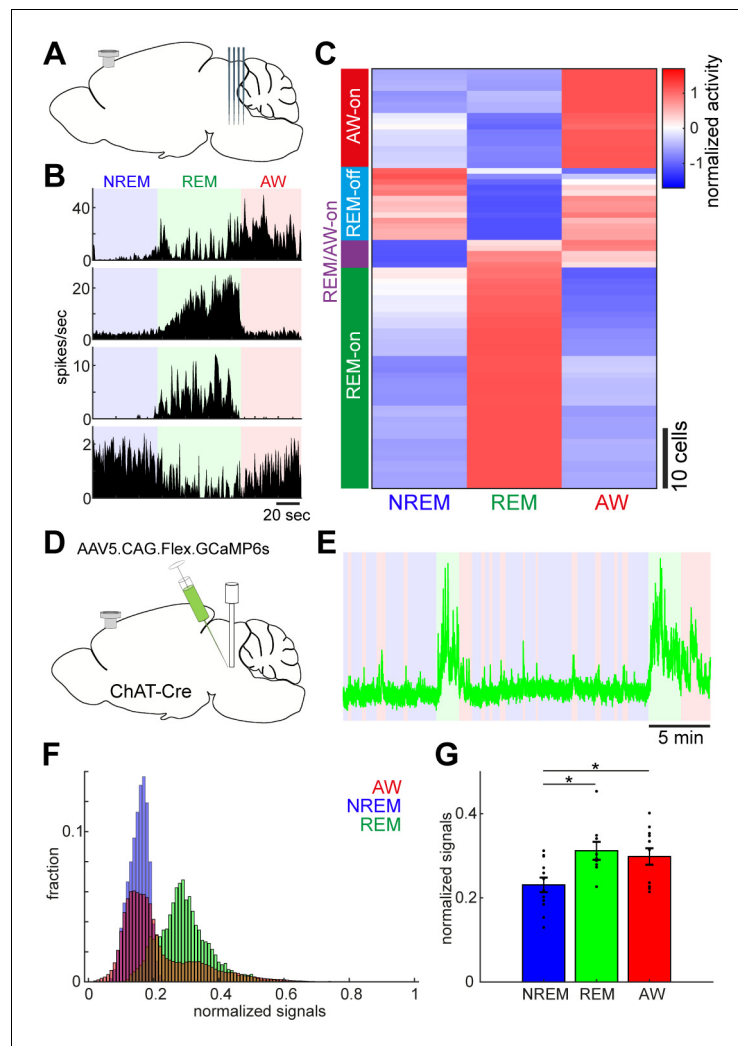 A
B
NREM REM AW
40
0
20
0
10
0
2
0
spikes/sec
20 sec
C
AW-on
REM-off
REM/AW-on
REM-on
NREM REM AW
1
0
-1
normalized activity
10 cells
D
AAV5.CAG.Flex.GCaMP6s
ChAT-Cre
E
5 min
F
AW
NREM
REM
0.1
0
fraction
0 0.2 0.4 0.6 0.8 1
normalized signals
G
*
*
0.4
0.2
0
normalized signals
NREM REM AW